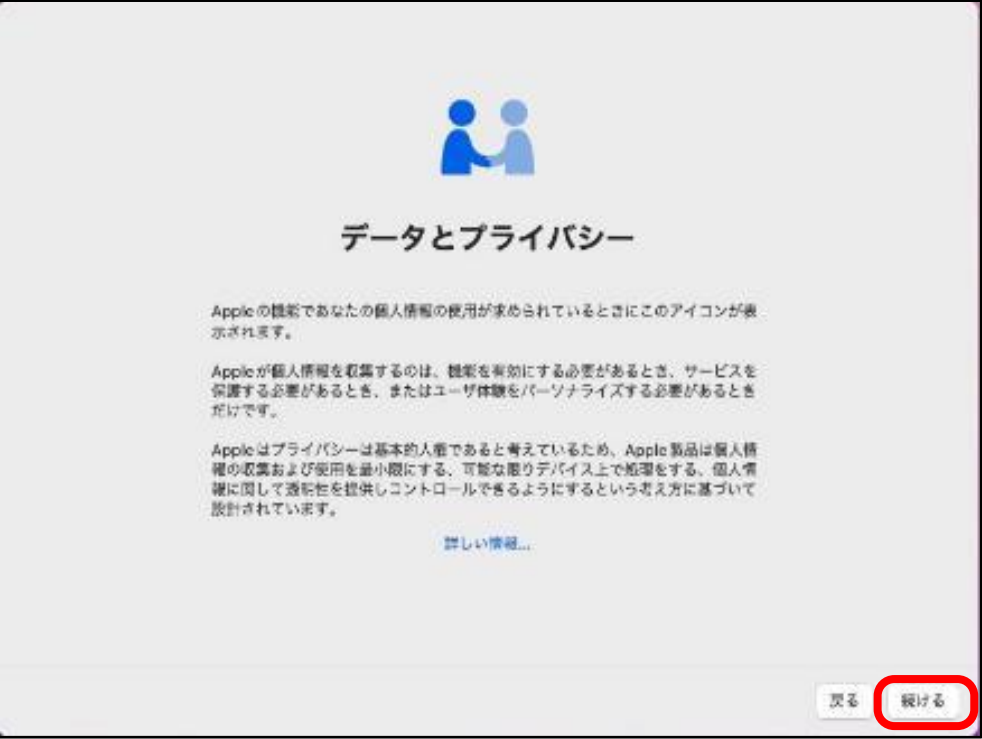 データとプライバシー
Appleの機能であなたの個人情報の使用が求められているときにこのアイコンが表
示されます。
Appleが個人情報を収集するのは、機能を有効にする必要があるとき、サービスを
保護する必要があるとき、またはユーザ体験をパーソナライズする必要があるとき
だけです。
Appleはプライバシーは基本的人権であると考えているため、Apple製品は個人情
報の収集および使用を最小限にする、可能な限りデバイス上で処理をする、個人情
報に関して透明性を提供しコントロールできるようにするという考え方に基づいて
設計されています。
詳しい情報...
戻る
続ける